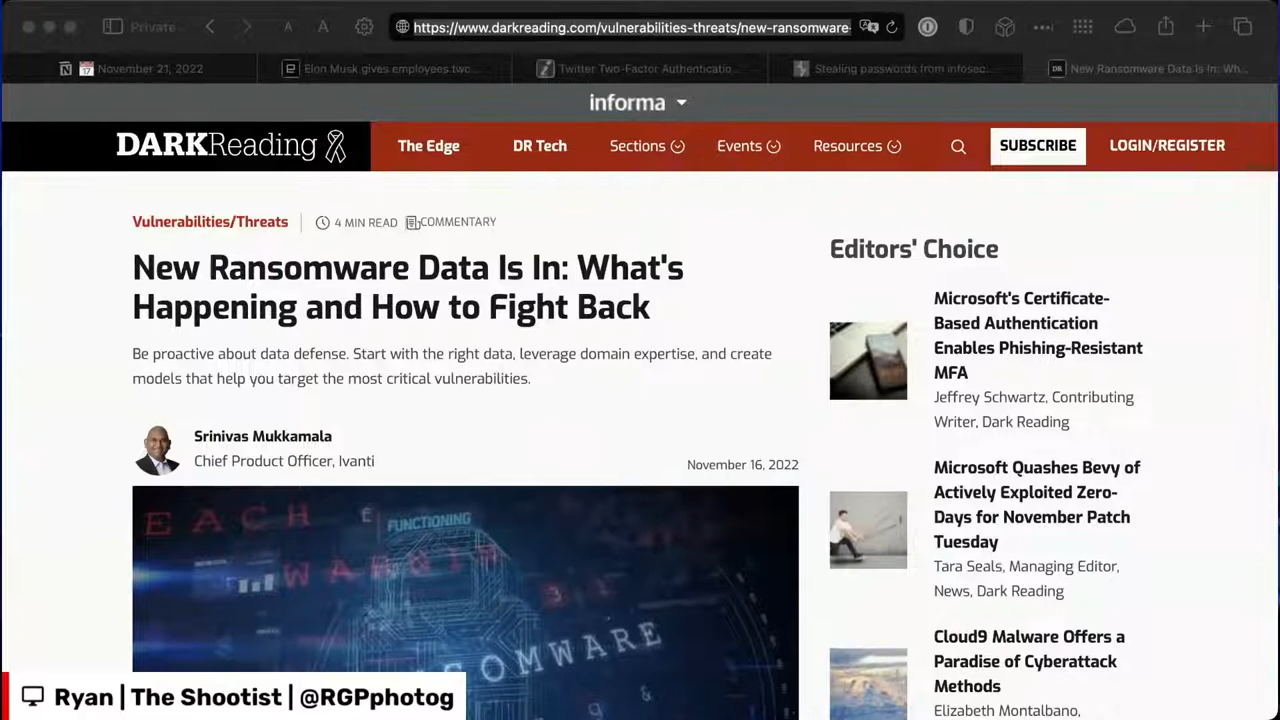 Private
A
A
https://www.darkreading.com/vulnerabilities-threats/new-ransomware-
November 21, 2022
Elon Musk gives employees two...
Twitter Two-Factor Authenticatio...
Stealing passwords from infosec...
DR New Ransomware Data Is In: Wh...
informa
DARKReading
The Edge
DR Tech
Sections
Events
Resources
SUBSCRIBE
LOGIN/REGISTER
Vulnerabilities/Threats
4 MIN READ
COMMENTARY
New Ransomware Data Is In: What's
Happening and How to Fight Back
Be proactive about data defense. Start with the right data, leverage domain expertise, and create
models that help you target the most critical vulnerabilities.
Srinivas Mukkamala
Chief Product Officer, Ivanti
November 16, 2022
EACH
FUNCTIONING
Editors' Choice
Microsoft's Certificate-
Based Authentication
Enables Phishing-Resistant
MFA
Jeffrey Schwartz, Contributing
Writer, Dark Reading
Microsoft Quashes Bevy of
Actively Exploited Zero-
Days for November Patch
Tuesday
Tara Seals, Managing Editor,
News, Dark Reading
Cloud9 Malware Offers a
Paradise of Cyberattack
Methods
Elizabeth Montalbano,
Ryan | The Shootist | @RGPphotog